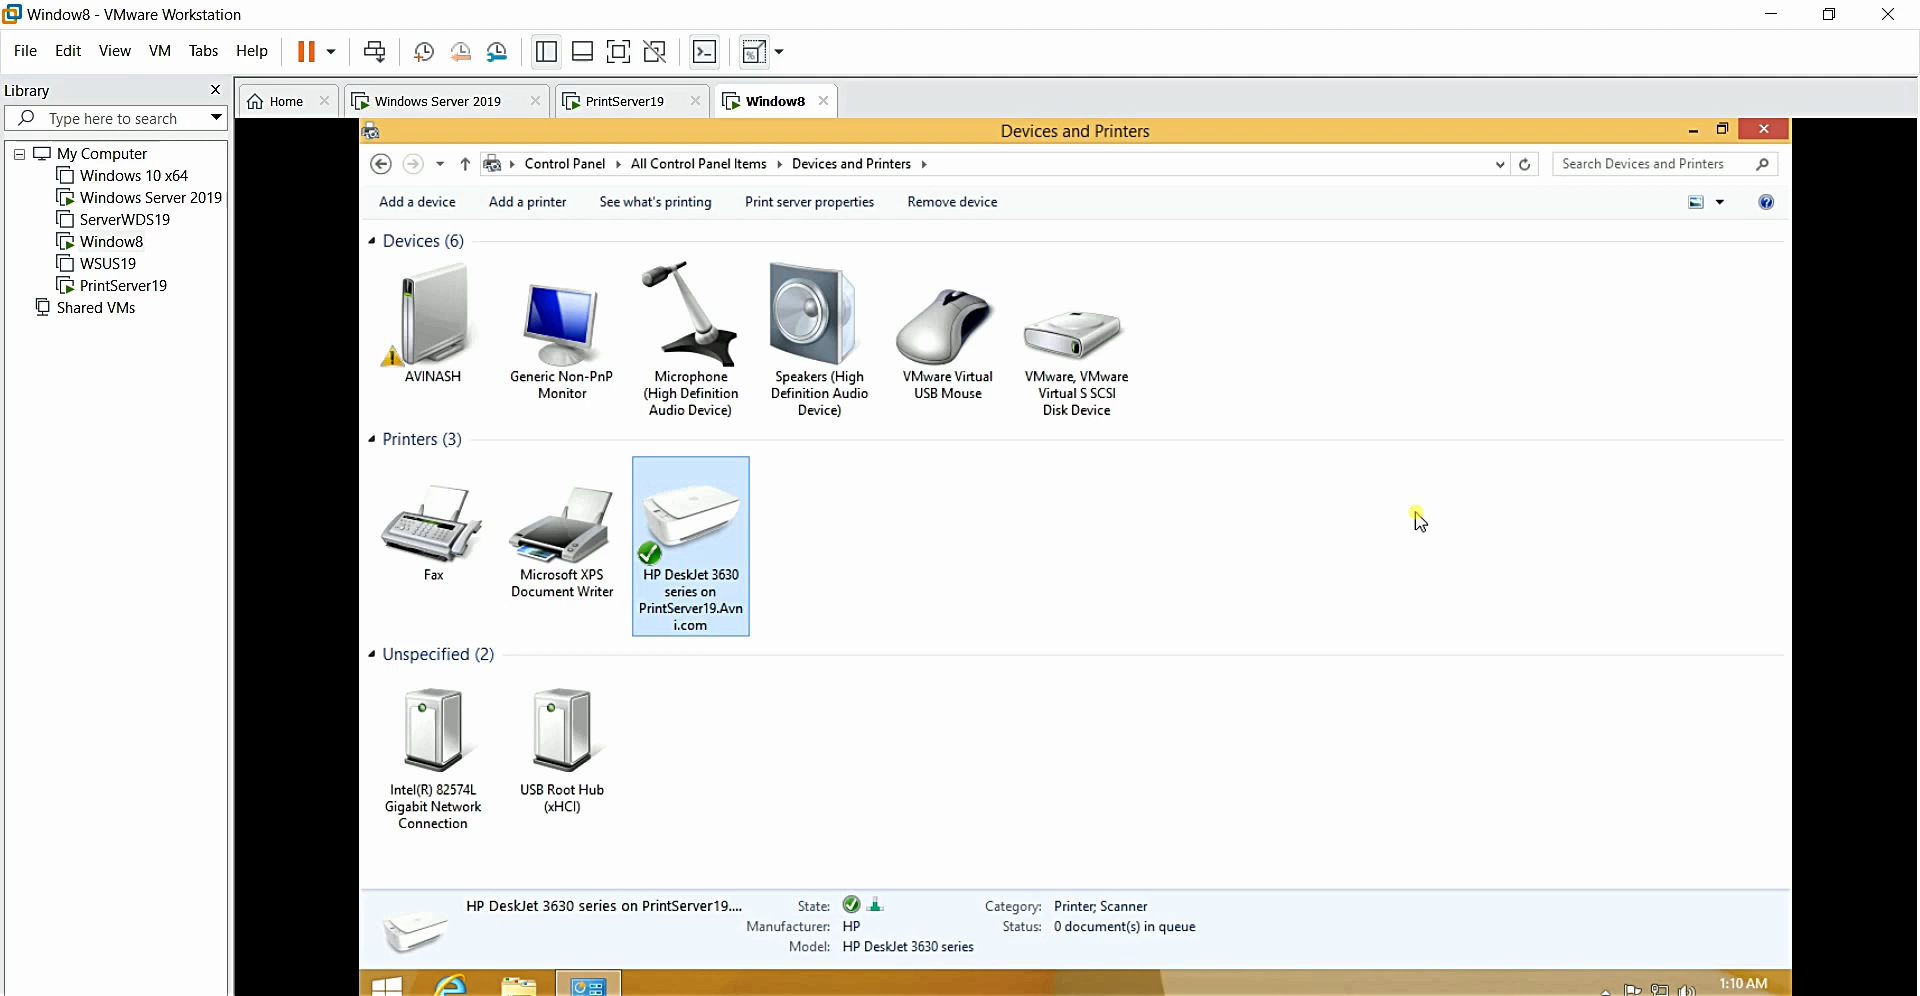 Window8 - VMware Workstation
File Edit View VM Tabs Help
Library
Type here to search
My Computer
Windows 10 x64
Windows Server 2019
ServerWDS19
Window8
WSUS19
PrintServer19
Shared VMs
Home
Windows Server 2019
PrintServer19
Window8
Devices and Printers
Control Panel
All Control Panel Items
Devices and Printers
Search Devices and Printers
Add a device
Add a printer
See what's printing
Print server properties
Remove device
Devices (6)
AVINASH
Generic Non-PnP
Monitor
Microphone
(High Definition
Audio Device)
Speakers (High
Definition Audio
Device)
VMware Virtual
USB Mouse
VMware, VMware
Virtual S SCSI
Disk Device
Printers (3)
Fax
Microsoft XPS
Document Writer
HP DeskJet 3630
series on
PrintServer19.Avn
i.com
Unspecified (2)
Intel(R) 82574L
Gigabit Network
Connection
USB Root Hub
(xHCI)
HP DeskJet 3630 series on PrintServer19....
State:
Category: Printer; Scanner
Manufacturer: HP
Status: 0 document(s) in queue
Model: HP DeskJet 3630 series
1:10 AM